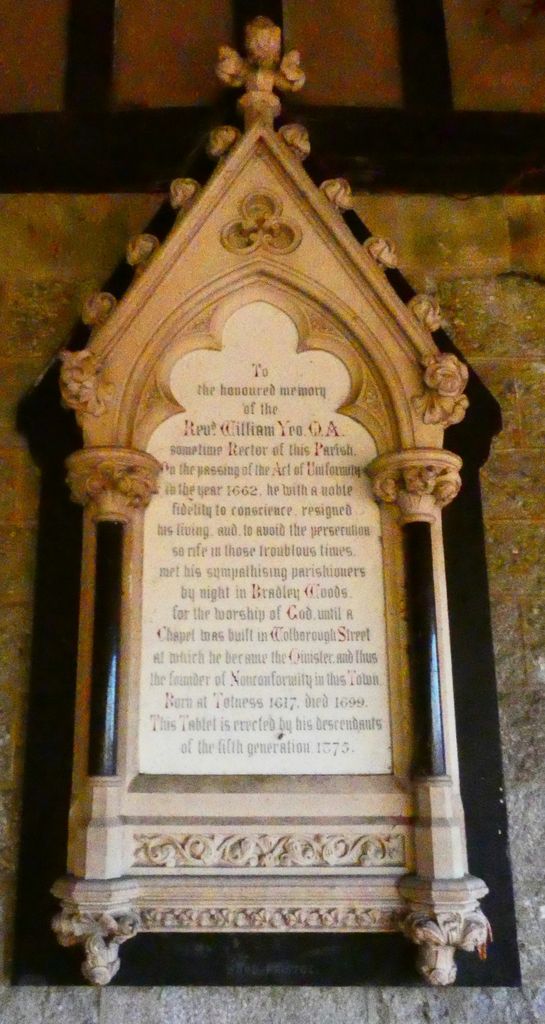 To
the honoured memory
of the
Revd. William Yeo. M.A.
sometime Rector of this Parish.
On the passing of the Act of Uniformity
in the year 1662, he with a noble
fidelity to conscience, resigned
his living, and, to avoid the persecution
so rife in those troublous times,
met his sympathising parishioners
by night in Bradley Woods,
for the worship of God, until a
Chapel was built in Wolborough Street
at which he became the Minister, and thus
the founder of Nonconformity in this Town.
Born at Totness 1617, died 1699.
This Tablet is erected by his descendants
of the fifth generation 1875.